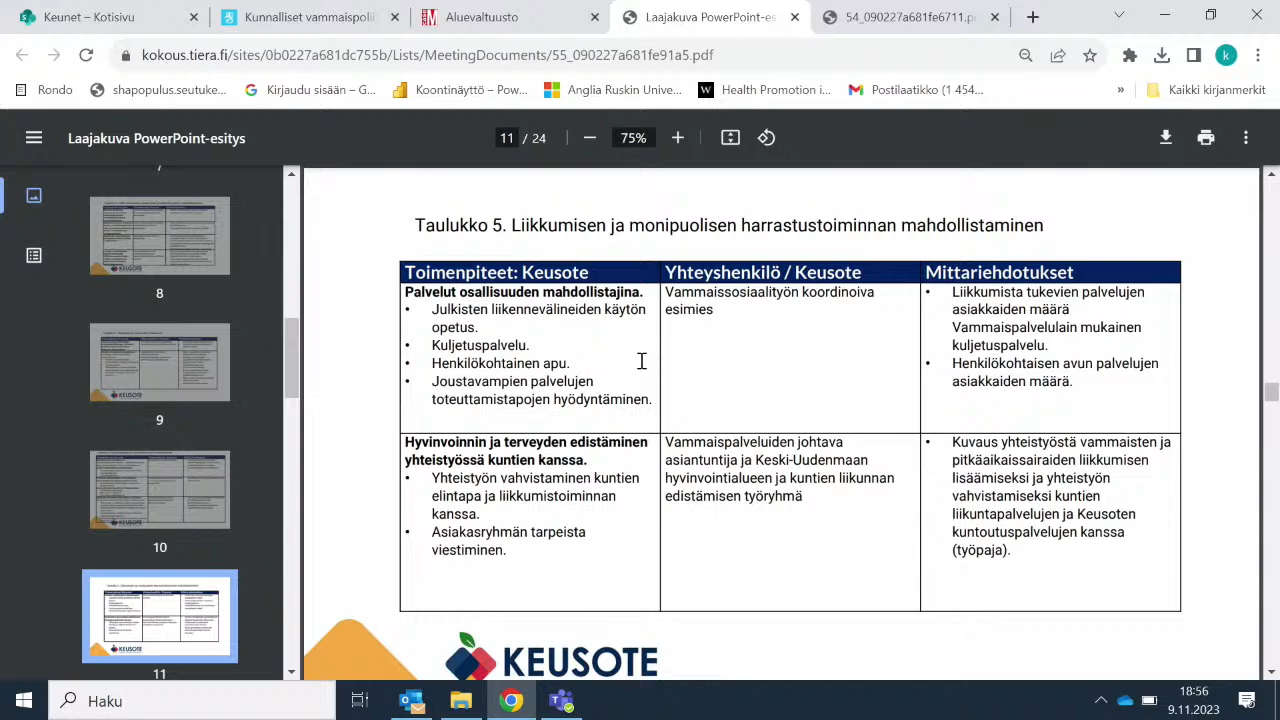 Keunet - Kotisivu
Kunnalliset vammaispoli
Aluevaltuusto
Laajakuva PowerPoint-es
54_090227a681fe6711.p
kokous.tiera.fi/sites/0b0227a681dc755b/Lists/MeetingDocuments/55_090227a681fe91a5.pdf
k
Rondo
shapopulus.seutuke...
Kirjaudu sisään – G...
Koontinäyttö – Pow...
Anglia Ruskin Unive...
Health Promotion i...
Postilaatikko (1 454...
»
Kaikki kirjanmerkit
Laajakuva PowerPoint-esitys
11 / 24
75%
8
9
10
11
Taulukko 5. Liikkumisen ja monipuolisen harrastustoiminnan mahdollistaminen
Toimenpiteet: Keusote
Yhteyshenkilö / Keusote
Mittariehdotukset
Palvelut osallisuuden mahdollistajina.
• Julkisten liikennevälineiden käytön
opetus.
• Kuljetuspalvelu.
• Henkilökohtainen apu.
• Joustavampien palvelujen
toteuttamistapojen hyödyntäminen.
Vammaissosiaalityön koordinoiva
esimies
• Liikkumista tukevien palvelujen
asiakkaiden määrä
Vammaispalvelulain mukainen
kuljetuspalvelu.
• Henkilökohtaisen avun palvelujen
asiakkaiden määrä.
Hyvinvoinnin ja terveyden edistäminen
yhteistyössä kuntien kanssa.
• Yhteistyön vahvistaminen kuntien
elintapa ja liikkumistoiminnan
kanssa.
• Asiakasryhmän tarpeista
viestiminen.
Vammaispalveluiden johtava
asiantuntija ja Keski-Uudenmaan
hyvinvointialueen ja kuntien liikunnan
edistämisen työryhmä
• Kuvaus yhteistyöstä vammaisten ja
pitkäaikaissairaiden liikkumisen
lisäämiseksi ja yhteistyön
vahvistamiseksi kuntien
liikuntapalvelujen ja Keusoten
kuntoutuspalvelujen kanssa
(työpaja).
KEUSOTE
Haku
18:56
9.11.2023